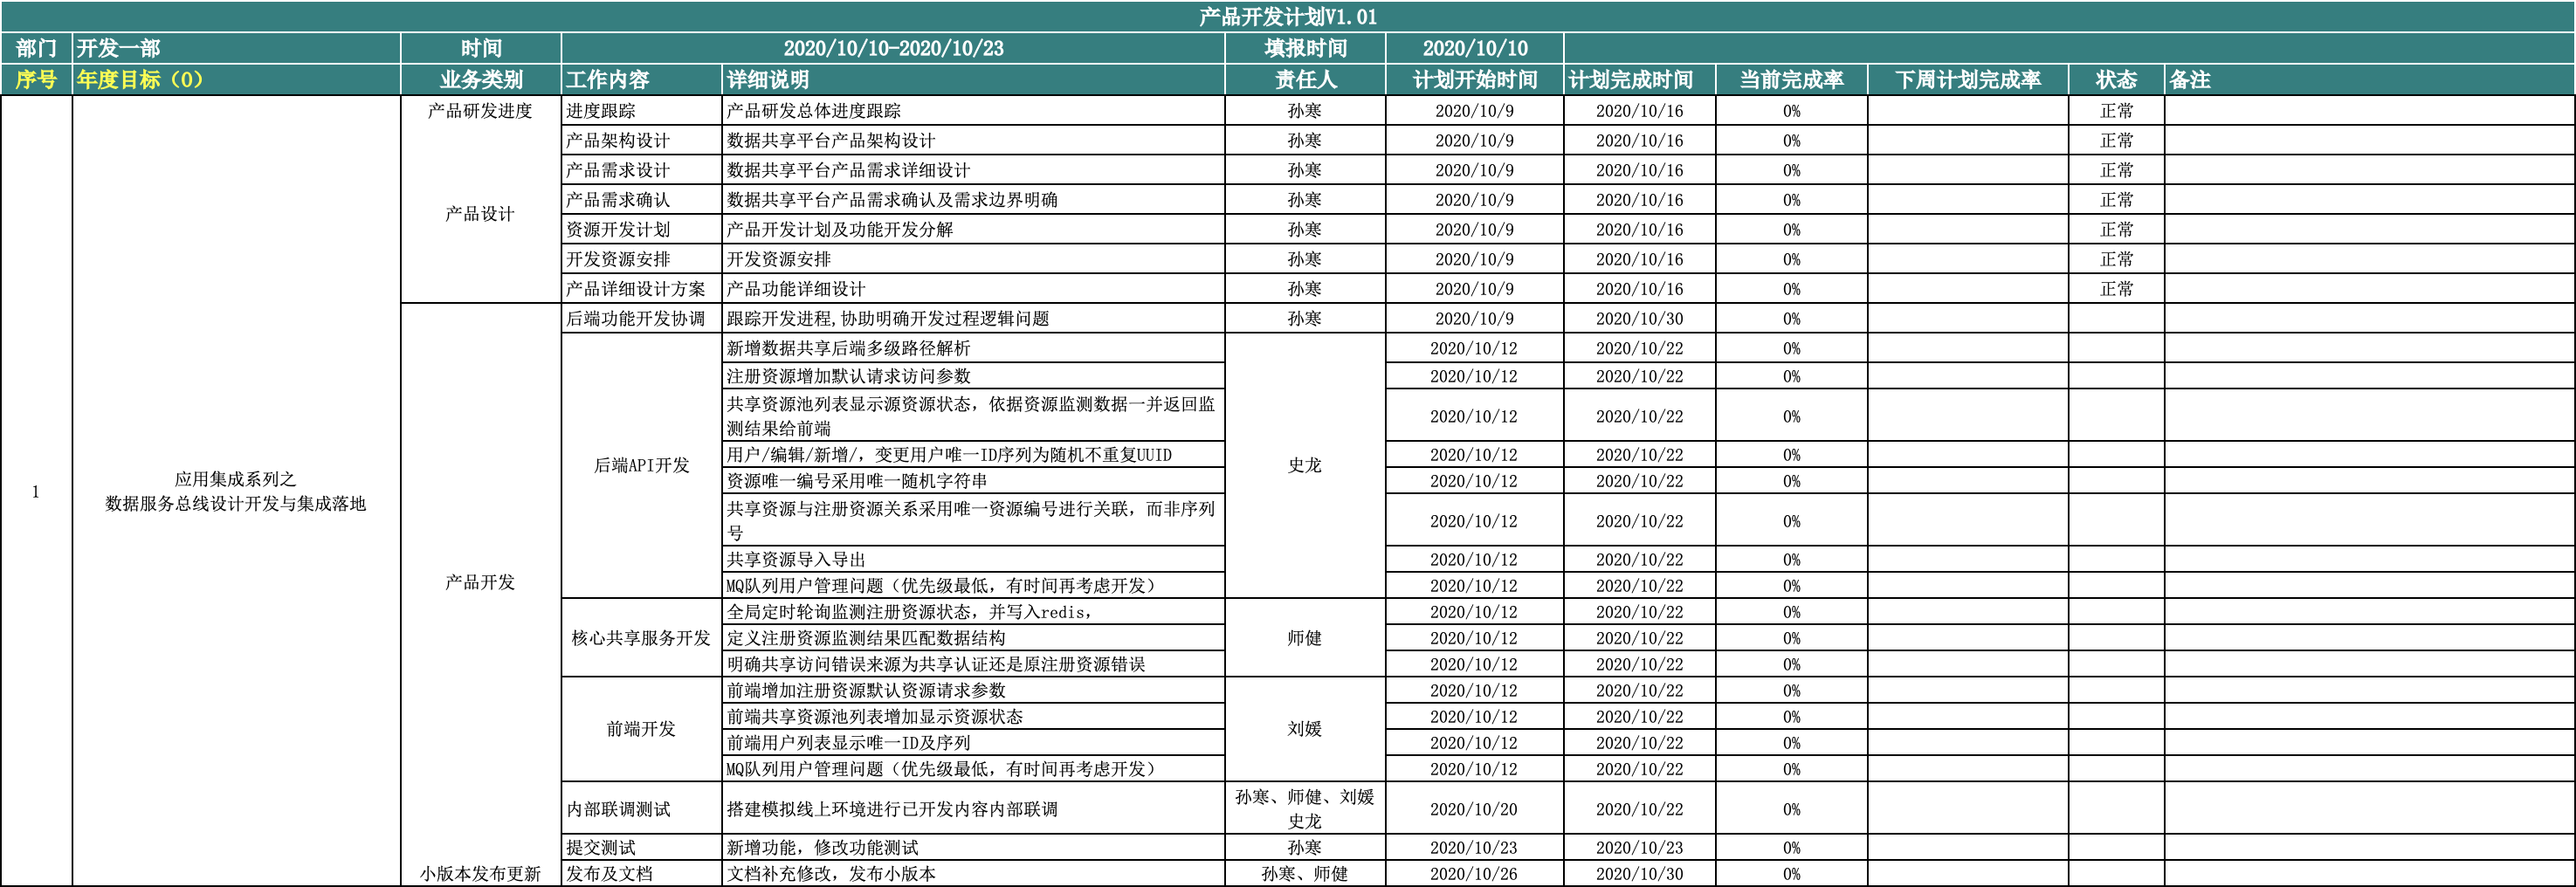 产品开发计划V1.01
部门 开发一部 时间 2020/10/10-2020/10/23 填报时间 2020/10/10
序号 年度目标（O） 业务类别 工作内容 详细说明 责任人 计划开始时间 计划完成时间 当前完成率 下周计划完成率 状态 备注
1
应用集成系列之
数据服务总线设计开发与集成落地
产品研发进度 进度跟踪 产品研发总体进度跟踪 孙寒 2020/10/9 2020/10/16 0% 正常
产品设计
产品架构设计 数据共享平台产品架构设计 孙寒 2020/10/9 2020/10/16 0% 正常
产品需求设计 数据共享平台产品需求详细设计 孙寒 2020/10/9 2020/10/16 0% 正常
产品需求确认 数据共享平台产品需求确认及需求边界明确 孙寒 2020/10/9 2020/10/16 0% 正常
资源开发计划 产品开发计划及功能开发分解 孙寒 2020/10/9 2020/10/16 0% 正常
开发资源安排 开发资源安排 孙寒 2020/10/9 2020/10/16 0% 正常
产品详细设计方案 产品功能详细设计 孙寒 2020/10/9 2020/10/16 0% 正常
产品开发
后端功能开发协调 跟踪开发进程,协助明确开发过程逻辑问题 孙寒 2020/10/9 2020/10/30 0%
后端API开发
史龙
新增数据共享后端多级路径解析 2020/10/12 2020/10/22 0%
注册资源增加默认请求访问参数 2020/10/12 2020/10/22 0%
共享资源池列表显示源资源状态，依据资源监测数据一并返回监
测结果给前端 2020/10/12 2020/10/22 0%
用户/编辑/新增/，变更用户唯一ID序列为随机不重复UUID 2020/10/12 2020/10/22 0%
资源唯一编号采用唯一随机字符串 2020/10/12 2020/10/22 0%
共享资源与注册资源关系采用唯一资源编号进行关联，而非序列
号 2020/10/12 2020/10/22 0%
共享资源导入导出 2020/10/12 2020/10/22 0%
MQ队列用户管理问题（优先级最低，有时间再考虑开发） 2020/10/12 2020/10/22 0%
核心共享服务开发
师健
全局定时轮询监测注册资源状态，并写入redis， 2020/10/12 2020/10/22 0%
定义注册资源监测结果匹配数据结构 2020/10/12 2020/10/22 0%
明确共享访问错误来源为共享认证还是原注册资源错误 2020/10/12 2020/10/22 0%
前端开发
刘媛
前端增加注册资源默认资源请求参数 2020/10/12 2020/10/22 0%
前端共享资源池列表增加显示资源状态 2020/10/12 2020/10/22 0%
前端用户列表显示唯一ID及序列 2020/10/12 2020/10/22 0%
MQ队列用户管理问题（优先级最低，有时间再考虑开发） 2020/10/12 2020/10/22 0%
内部联调测试 搭建模拟线上环境进行已开发内容内部联调 孙寒、师健、刘媛
史龙 2020/10/20 2020/10/22 0%
提交测试 新增功能，修改功能测试 孙寒 2020/10/23 2020/10/23 0%
小版本发布更新 发布及文档 文档补充修改，发布小版本 孙寒、师健 2020/10/26 2020/10/30 0%